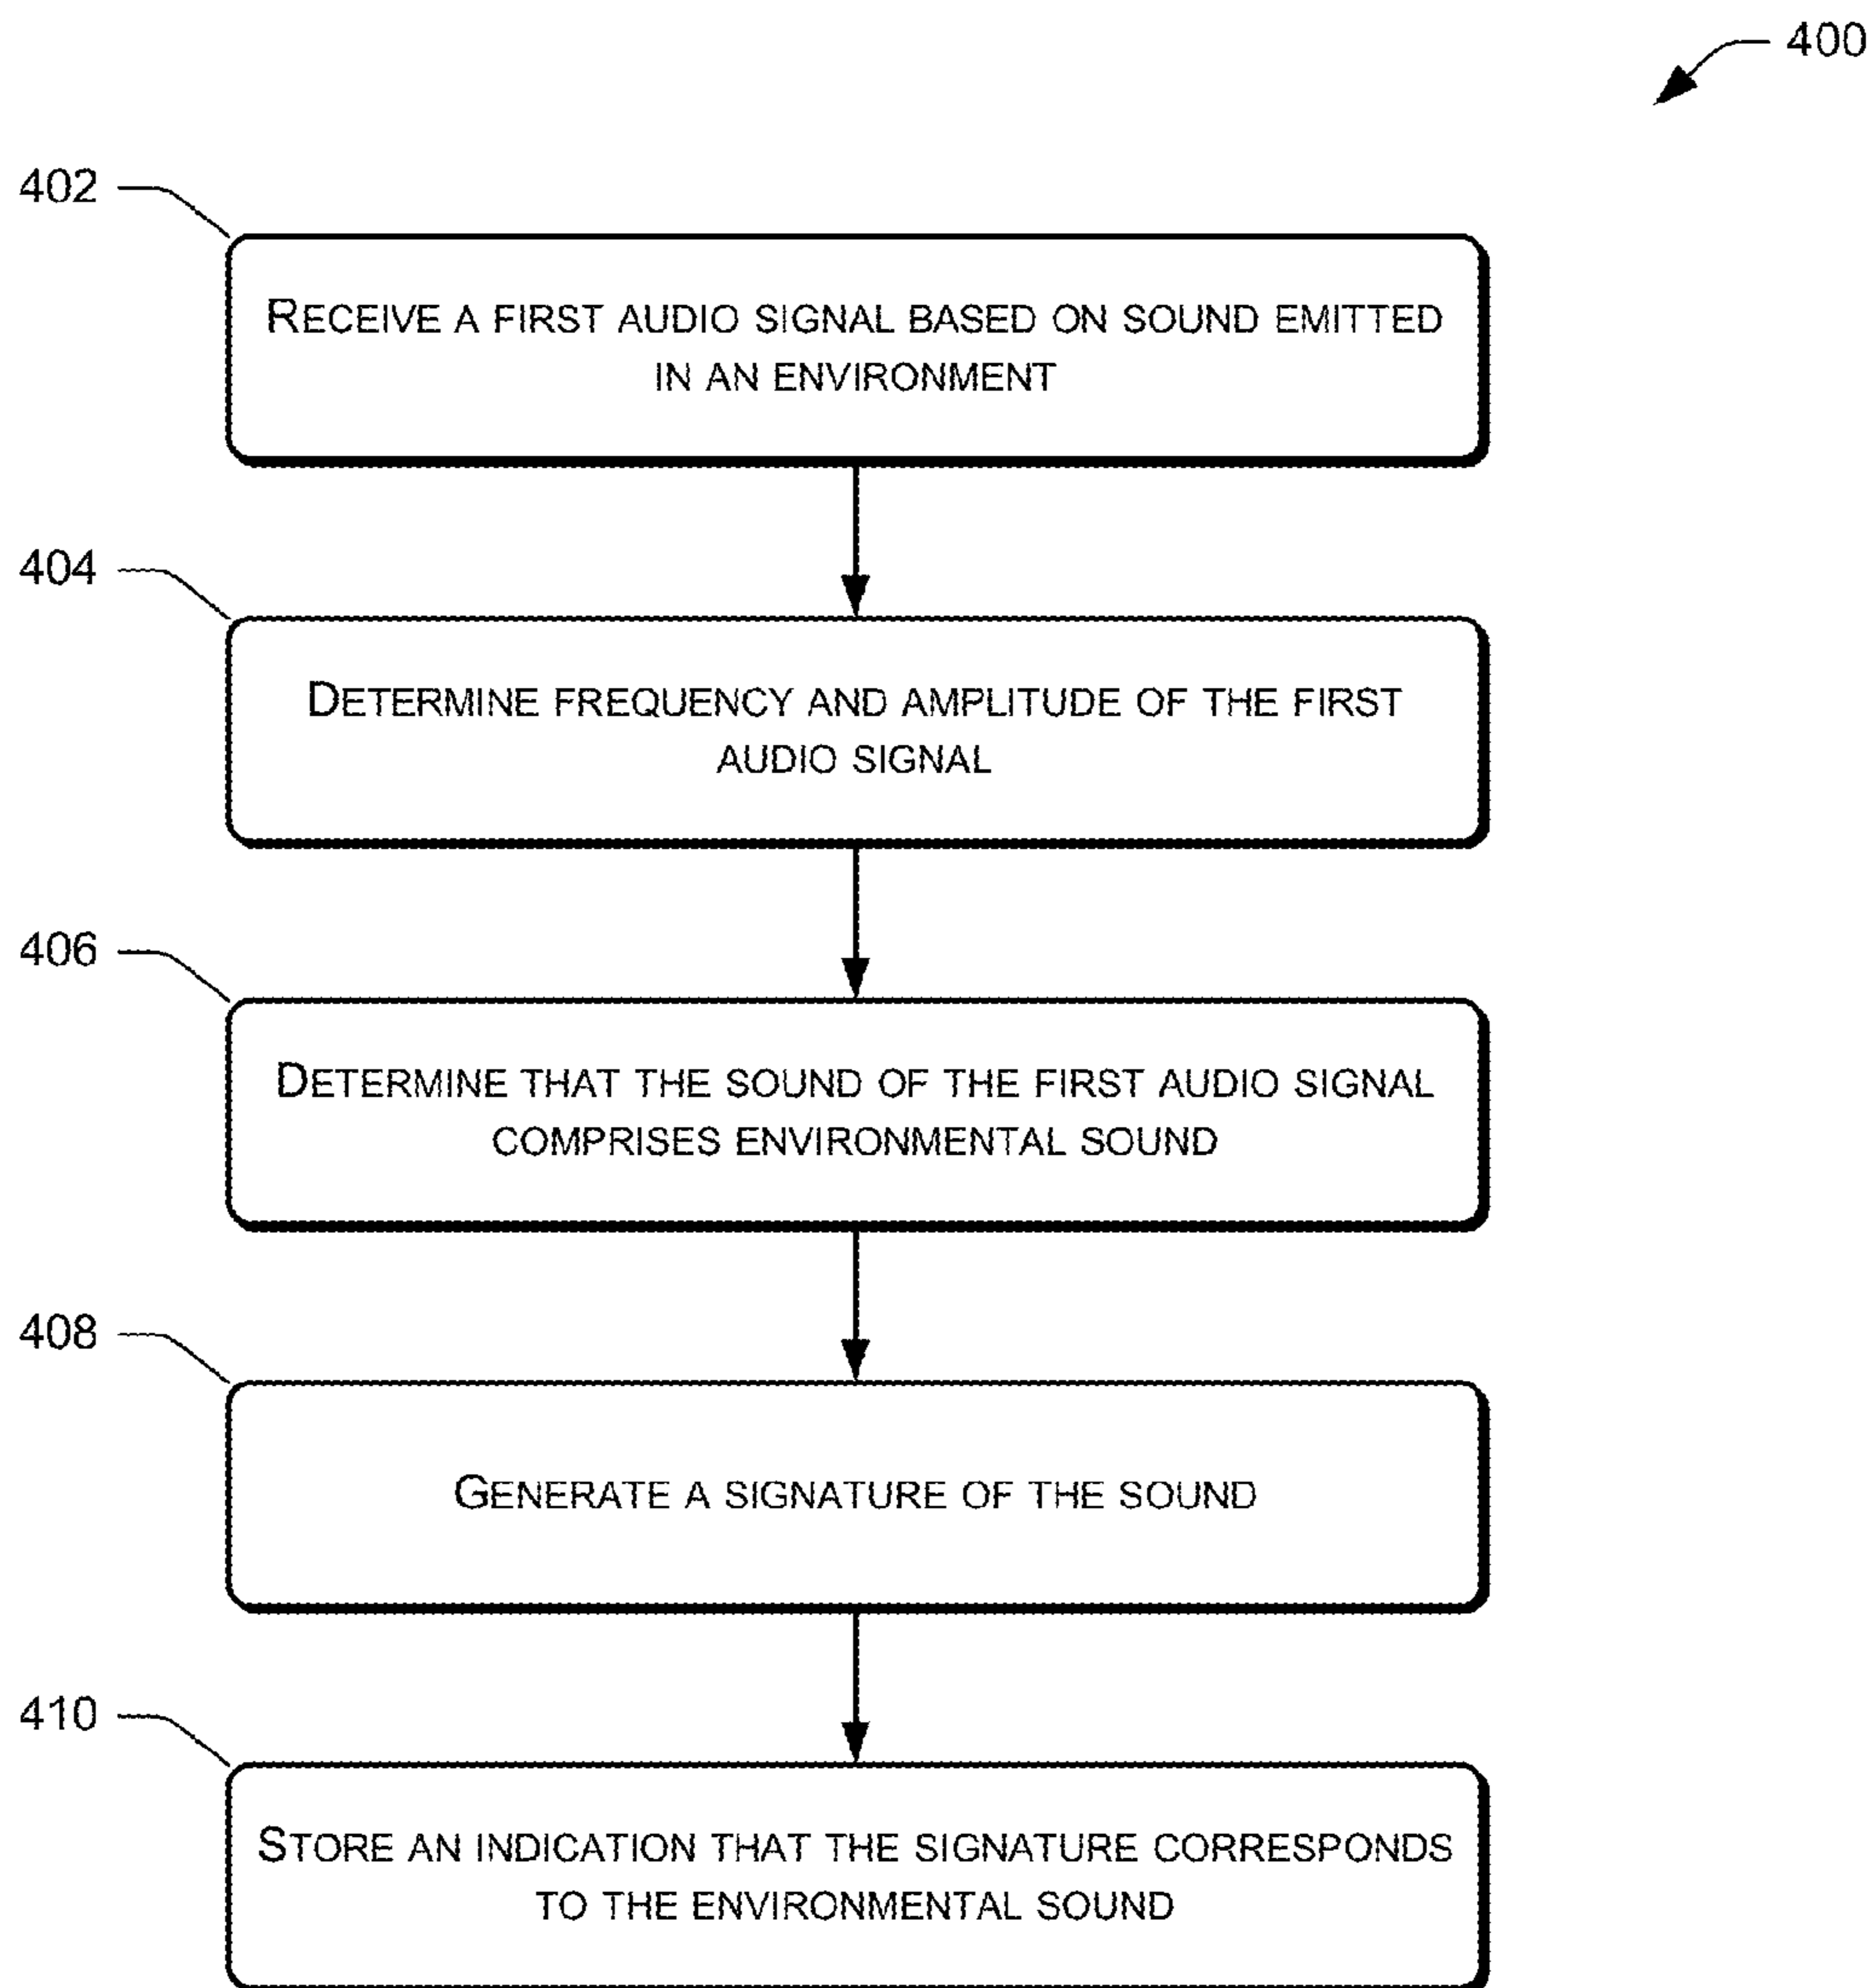 400
402
RECEIVE A FIRST AUDIO SIGNAL BASED ON SOUND EMITTED
IN AN ENVIRONMENT
404
DETERMINE FREQUENCY AND AMPLITUDE OF THE FIRST
AUDIO SIGNAL
406
DETERMINE THAT THE SOUND OF THE FIRST AUDIO SIGNAL
COMPRISES ENVIRONMENTAL SOUND
408
GENERATE A SIGNATURE OF THE SOUND
410
STORE AN INDICATION THAT THE SIGNATURE CORRESPONDS
TO THE ENVIRONMENTAL SOUND